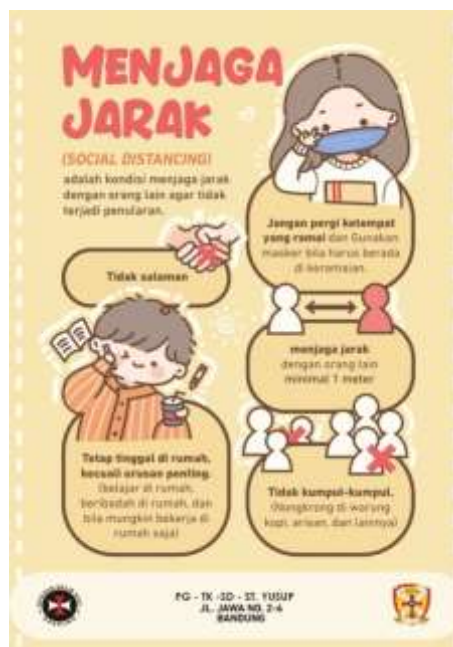 MENJAGA
JARAK
(SOCIAL DISTANCING)
adalah kondisi menjaga jarak
dengan orang lain agar tidak
terjadi penularan.
Tidak salaman
Jangan pergi ketempat
yang ramai dan Gunakan
masker bila harus berada
di keramaian.
menjaga jarak
dengan orang lain
minimal 1 meter
Tetap tinggal di rumah,
kecuali urusan penting.
(belajar di rumah,
beribadah di rumah, dan
bila mungkin bekerja di
rumah saja)
Tidak kumpul-kumpul.
(Nongkrong di warung
kopi, arisan, dan lainnya)
PG - TK -SD - ST. YUSUP
JL. JAWA NO. 2-6
BANDUNG